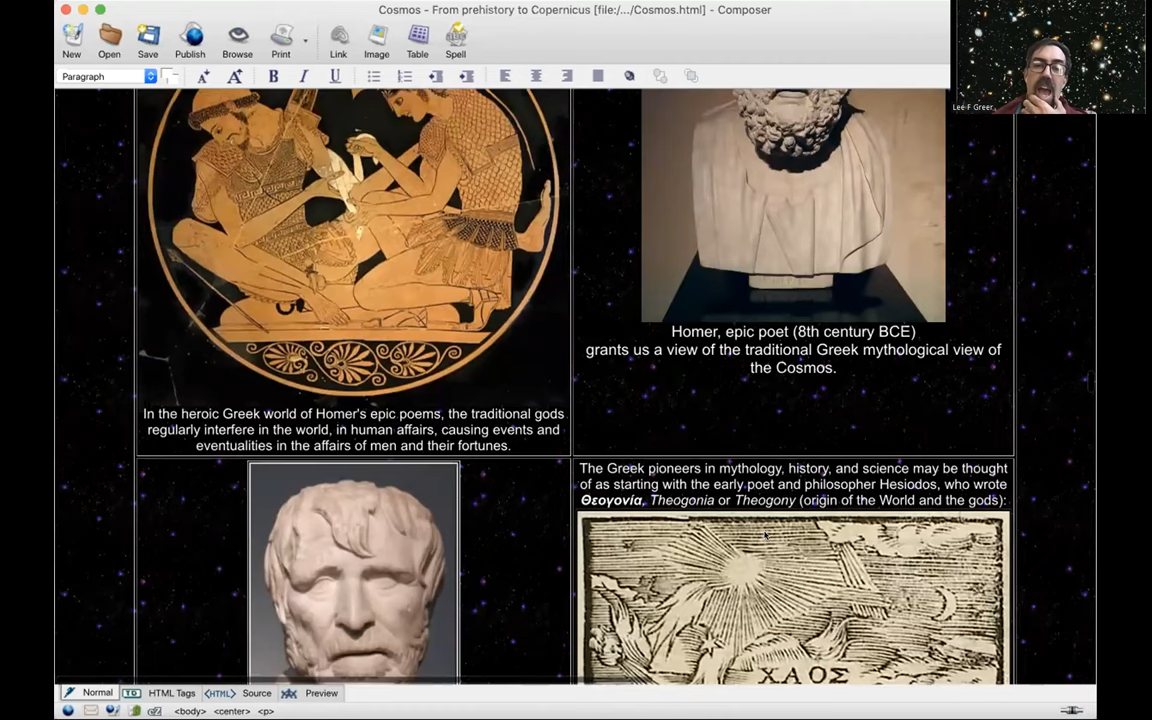 Cosmos - From prehistory to Copernicus [file:/.../Cosmos.html] - Composer
New Open Save Publish Browse Print Link Image Table Spell
Paragraph
Lee F Greer
Homer, epic poet (8th century BCE)
grants us a view of the traditional Greek mythological view of
the Cosmos.
In the heroic Greek world of Homer's epic poems, the traditional gods
regularly interfere in the world, in human affairs, causing events and
eventualities in the affairs of men and their fortunes.
The Greek pioneers in mythology, history, and science may be thought
of as starting with the early poet and philosopher Hesiodos, who wrote
Θεογονία, Theogonia or Theogony (origin of the World and the gods):
ΧΑΟΣ
Normal HTML Tags <HTML> Source Preview
<body> <center> <p>